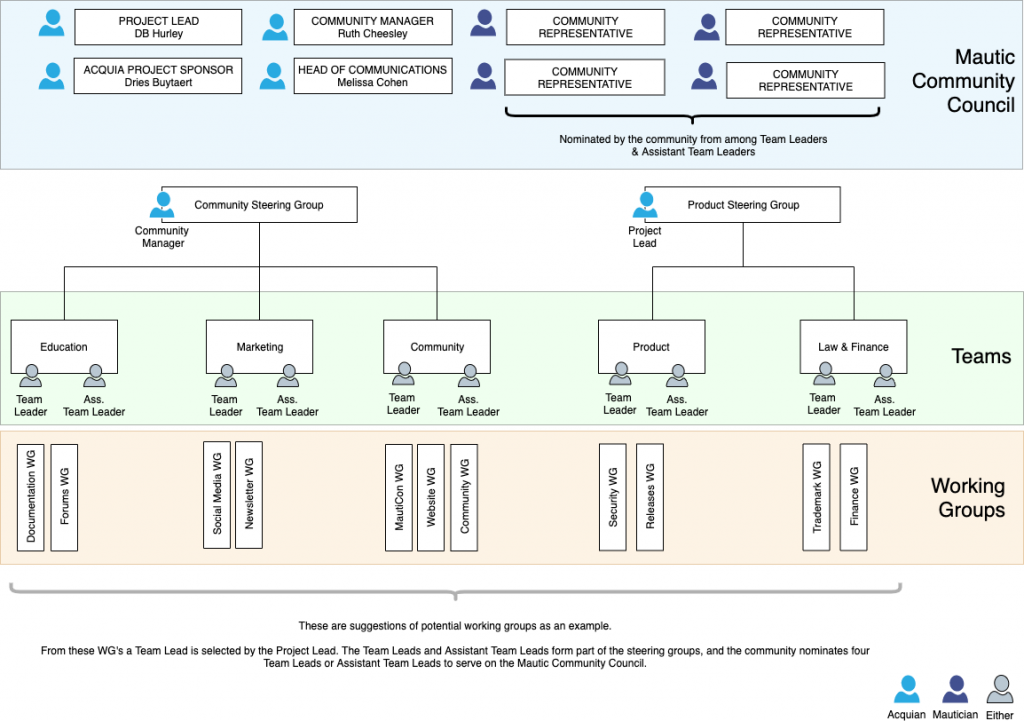 PROJECT LEAD
DB Hurley
COMMUNITY MANAGER
Ruth Cheesley
COMMUNITY
REPRESENTATIVE
COMMUNITY
REPRESENTATIVE
ACQUIA PROJECT SPONSOR
Dries Buytaert
HEAD OF COMMUNICATIONS
Melissa Cohen
COMMUNITY
REPRESENTATIVE
COMMUNITY
REPRESENTATIVE
Mautic
Community
Council
Nominated by the community from among Team Leaders
& Assistant Team Leaders
Community Steering Group
Community
Manager
Product Steering Group
Project
Lead
Education
Marketing
Community
Product
Law & Finance
Teams
Team
Leader
Ass.
Team Leader
Team
Leader
Ass.
Team Leader
Team
Leader
Ass.
Team Leader
Team
Leader
Ass.
Team Leader
Team
Leader
Ass.
Team Leader
Documentation WG
Forums WG
Social Media WG
Newsletter WG
MautiCon WG
Website WG
Community WG
Security WG
Releases WG
Trademark WG
Finance WG
Working
Groups
These are suggestions of potential working groups as an example.
From these WG's a Team Lead is selected by the Project Lead. The Team Leads and Assistant Team Leads form part of the steering groups, and the community nominates four
Team Leads or Assistant Team Leads to serve on the Mautic Community Council.
Acquian
Mautician
Either